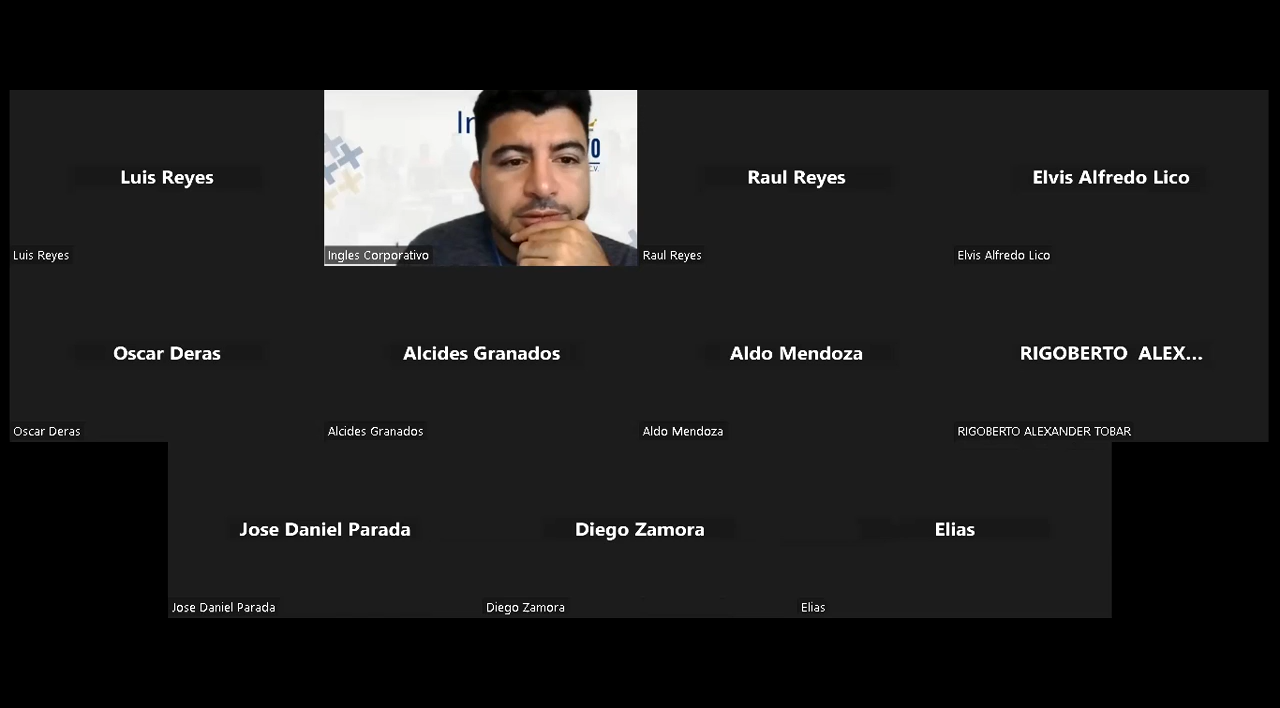 Luis Reyes
Raul Reyes
Elvis Alfredo Lico
Luis Reyes
Ingles Corporativo
Raul Reyes
Elvis Alfredo Lico
Oscar Deras
Alcides Granados
Aldo Mendoza
RIGOBERTO ALEX...
Oscar Deras
Alcides Granados
Aldo Mendoza
RIGOBERTO ALEXANDER TOBAR
Jose Daniel Parada
Diego Zamora
Elias
Jose Daniel Parada
Diego Zamora
Elias